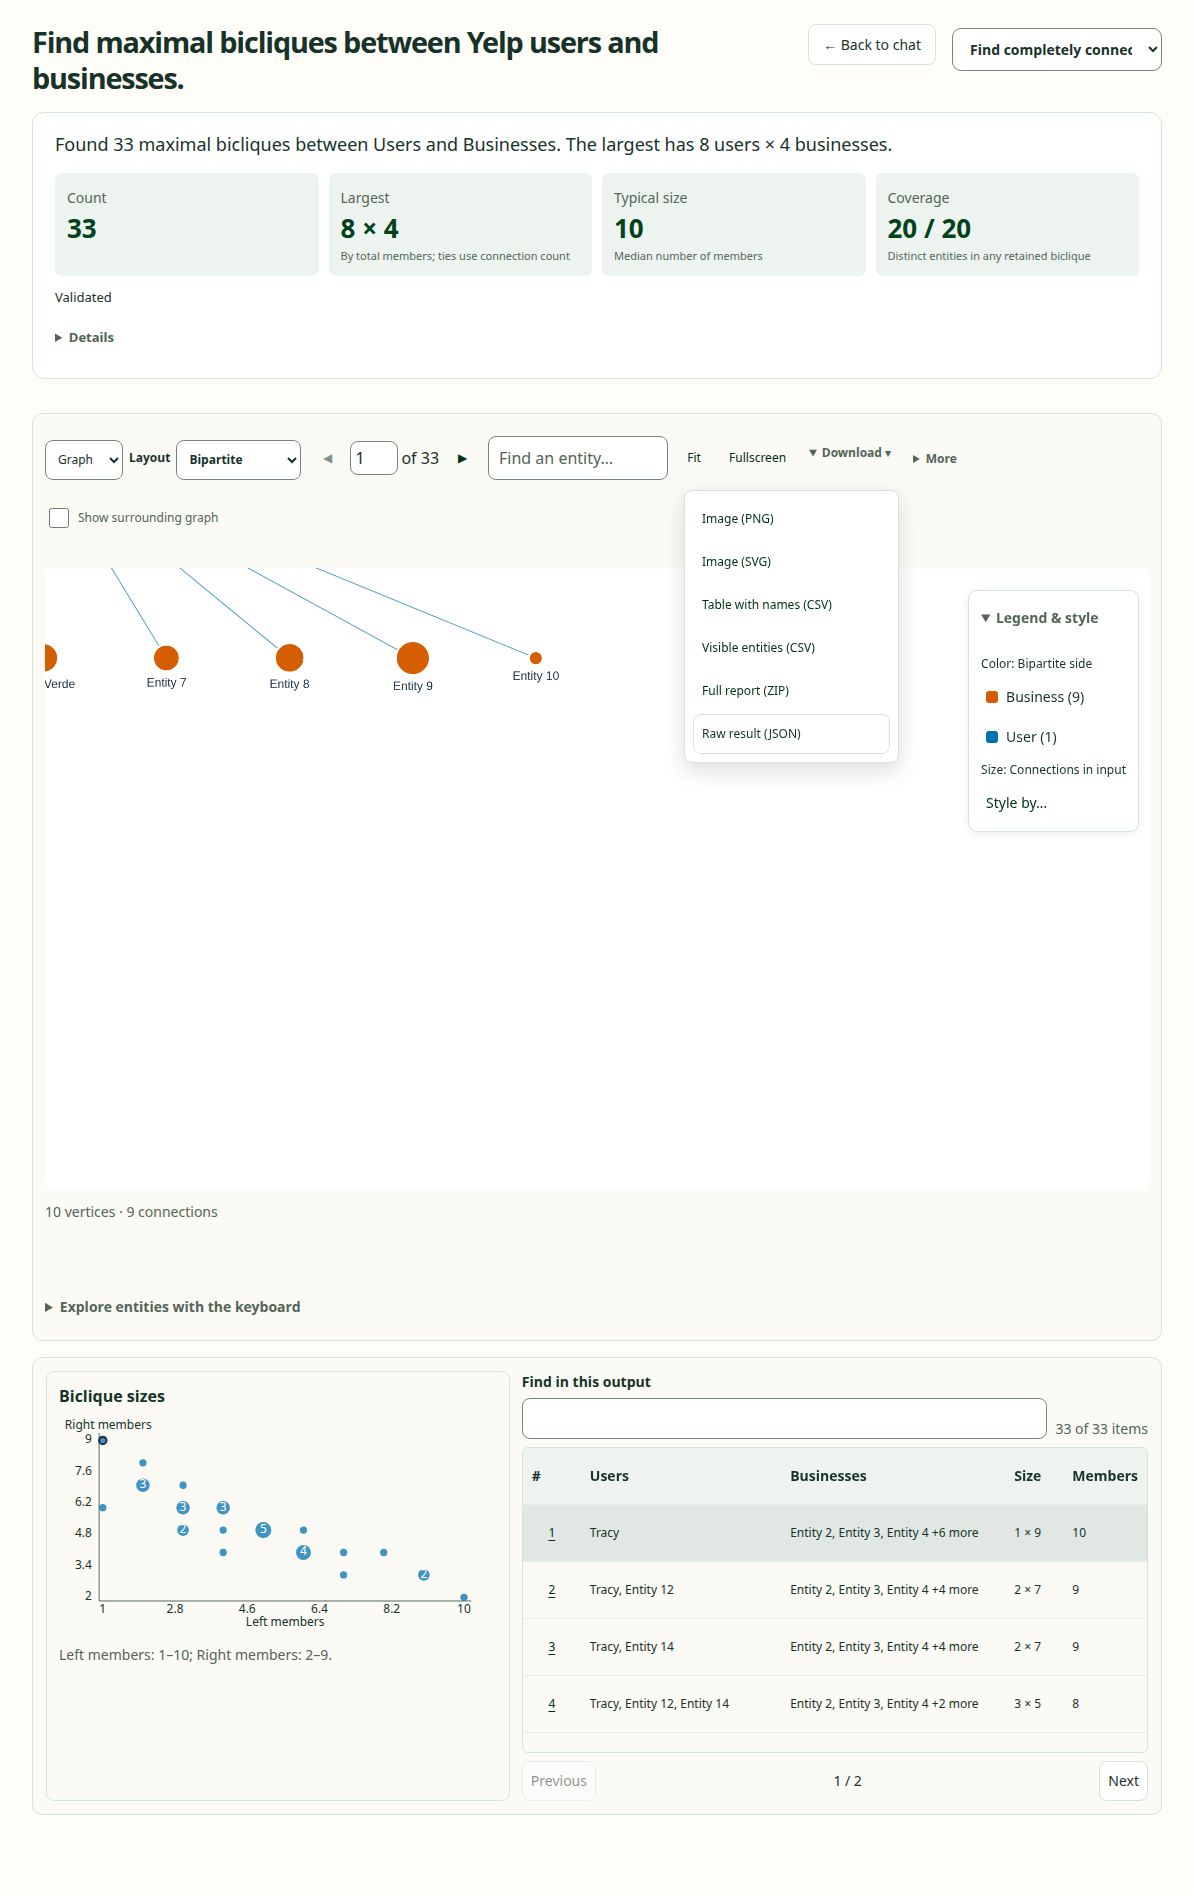 Find maximal bicliques between Yelp users and
businesses.
← Back to chat
Find completely connec
Found 33 maximal bicliques between Users and Businesses. The largest has 8 users × 4 businesses.
Count
33
Largest
8 × 4
By total members; ties use connection count
Typical size
10
Median number of members
Coverage
20 / 20
Distinct entities in any retained biclique
Validated
▶ Details
Graph
Layout
Bipartite
◀
1
of 33
▶
Find an entity...
Fit
Fullscreen
▼ Download ▾
▶ More
Show surrounding graph
Image (PNG)
Image (SVG)
Table with names (CSV)
Visible entities (CSV)
Full report (ZIP)
Raw result (JSON)
▼ Legend & style
Color: Bipartite side
Business (9)
User (1)
Size: Connections in input
Style by...
Verde
Entity 7
Entity 8
Entity 9
Entity 10
10 vertices · 9 connections
▶ Explore entities with the keyboard
Biclique sizes
Right members
9
7.6
6.2
4.8
3.4
2
3
3
3
2
5
4
2
1
2.8
4.6
6.4
8.2
10
Left members
Left members: 1–10; Right members: 2–9.
Find in this output
33 of 33 items
# Users Businesses Size Members
1 Tracy Entity 2, Entity 3, Entity 4 +6 more 1 × 9 10
2 Tracy, Entity 12 Entity 2, Entity 3, Entity 4 +4 more 2 × 7 9
3 Tracy, Entity 14 Entity 2, Entity 3, Entity 4 +4 more 2 × 7 9
4 Tracy, Entity 12, Entity 14 Entity 2, Entity 3, Entity 4 +2 more 3 × 5 8
Previous
1 / 2
Next